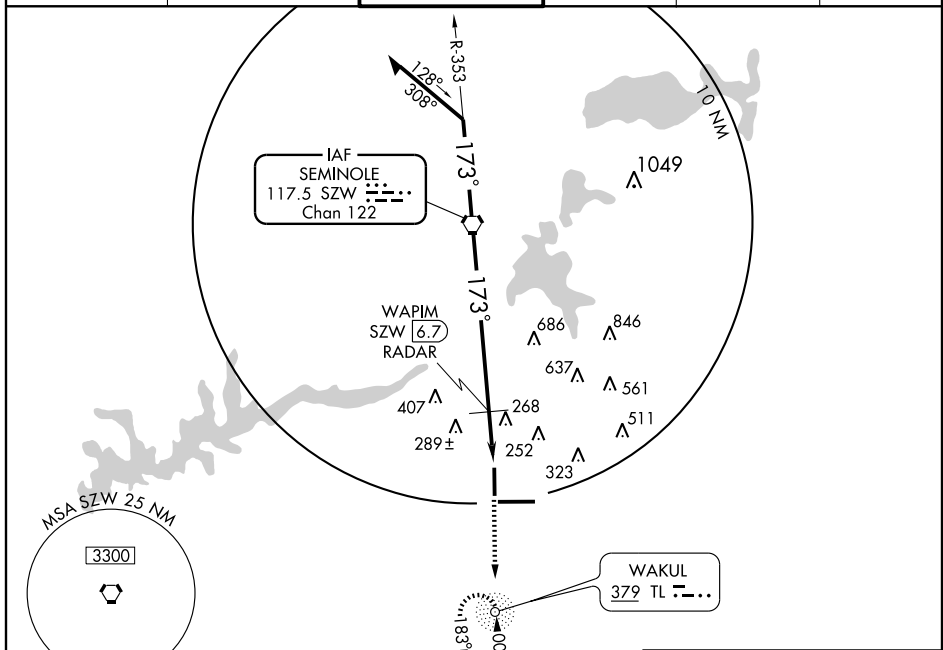 R-353
128°
308°
10 NM
173°
1049
IAF
SEMINOLE
117.5 SZW
Chan 122
173°
WAPIM
SZW 6.7
RADAR
686
846
637
561
407
268
511
289±
252
323
MSA SZW 25 NM
3300
WAKUL
379 TL
183°